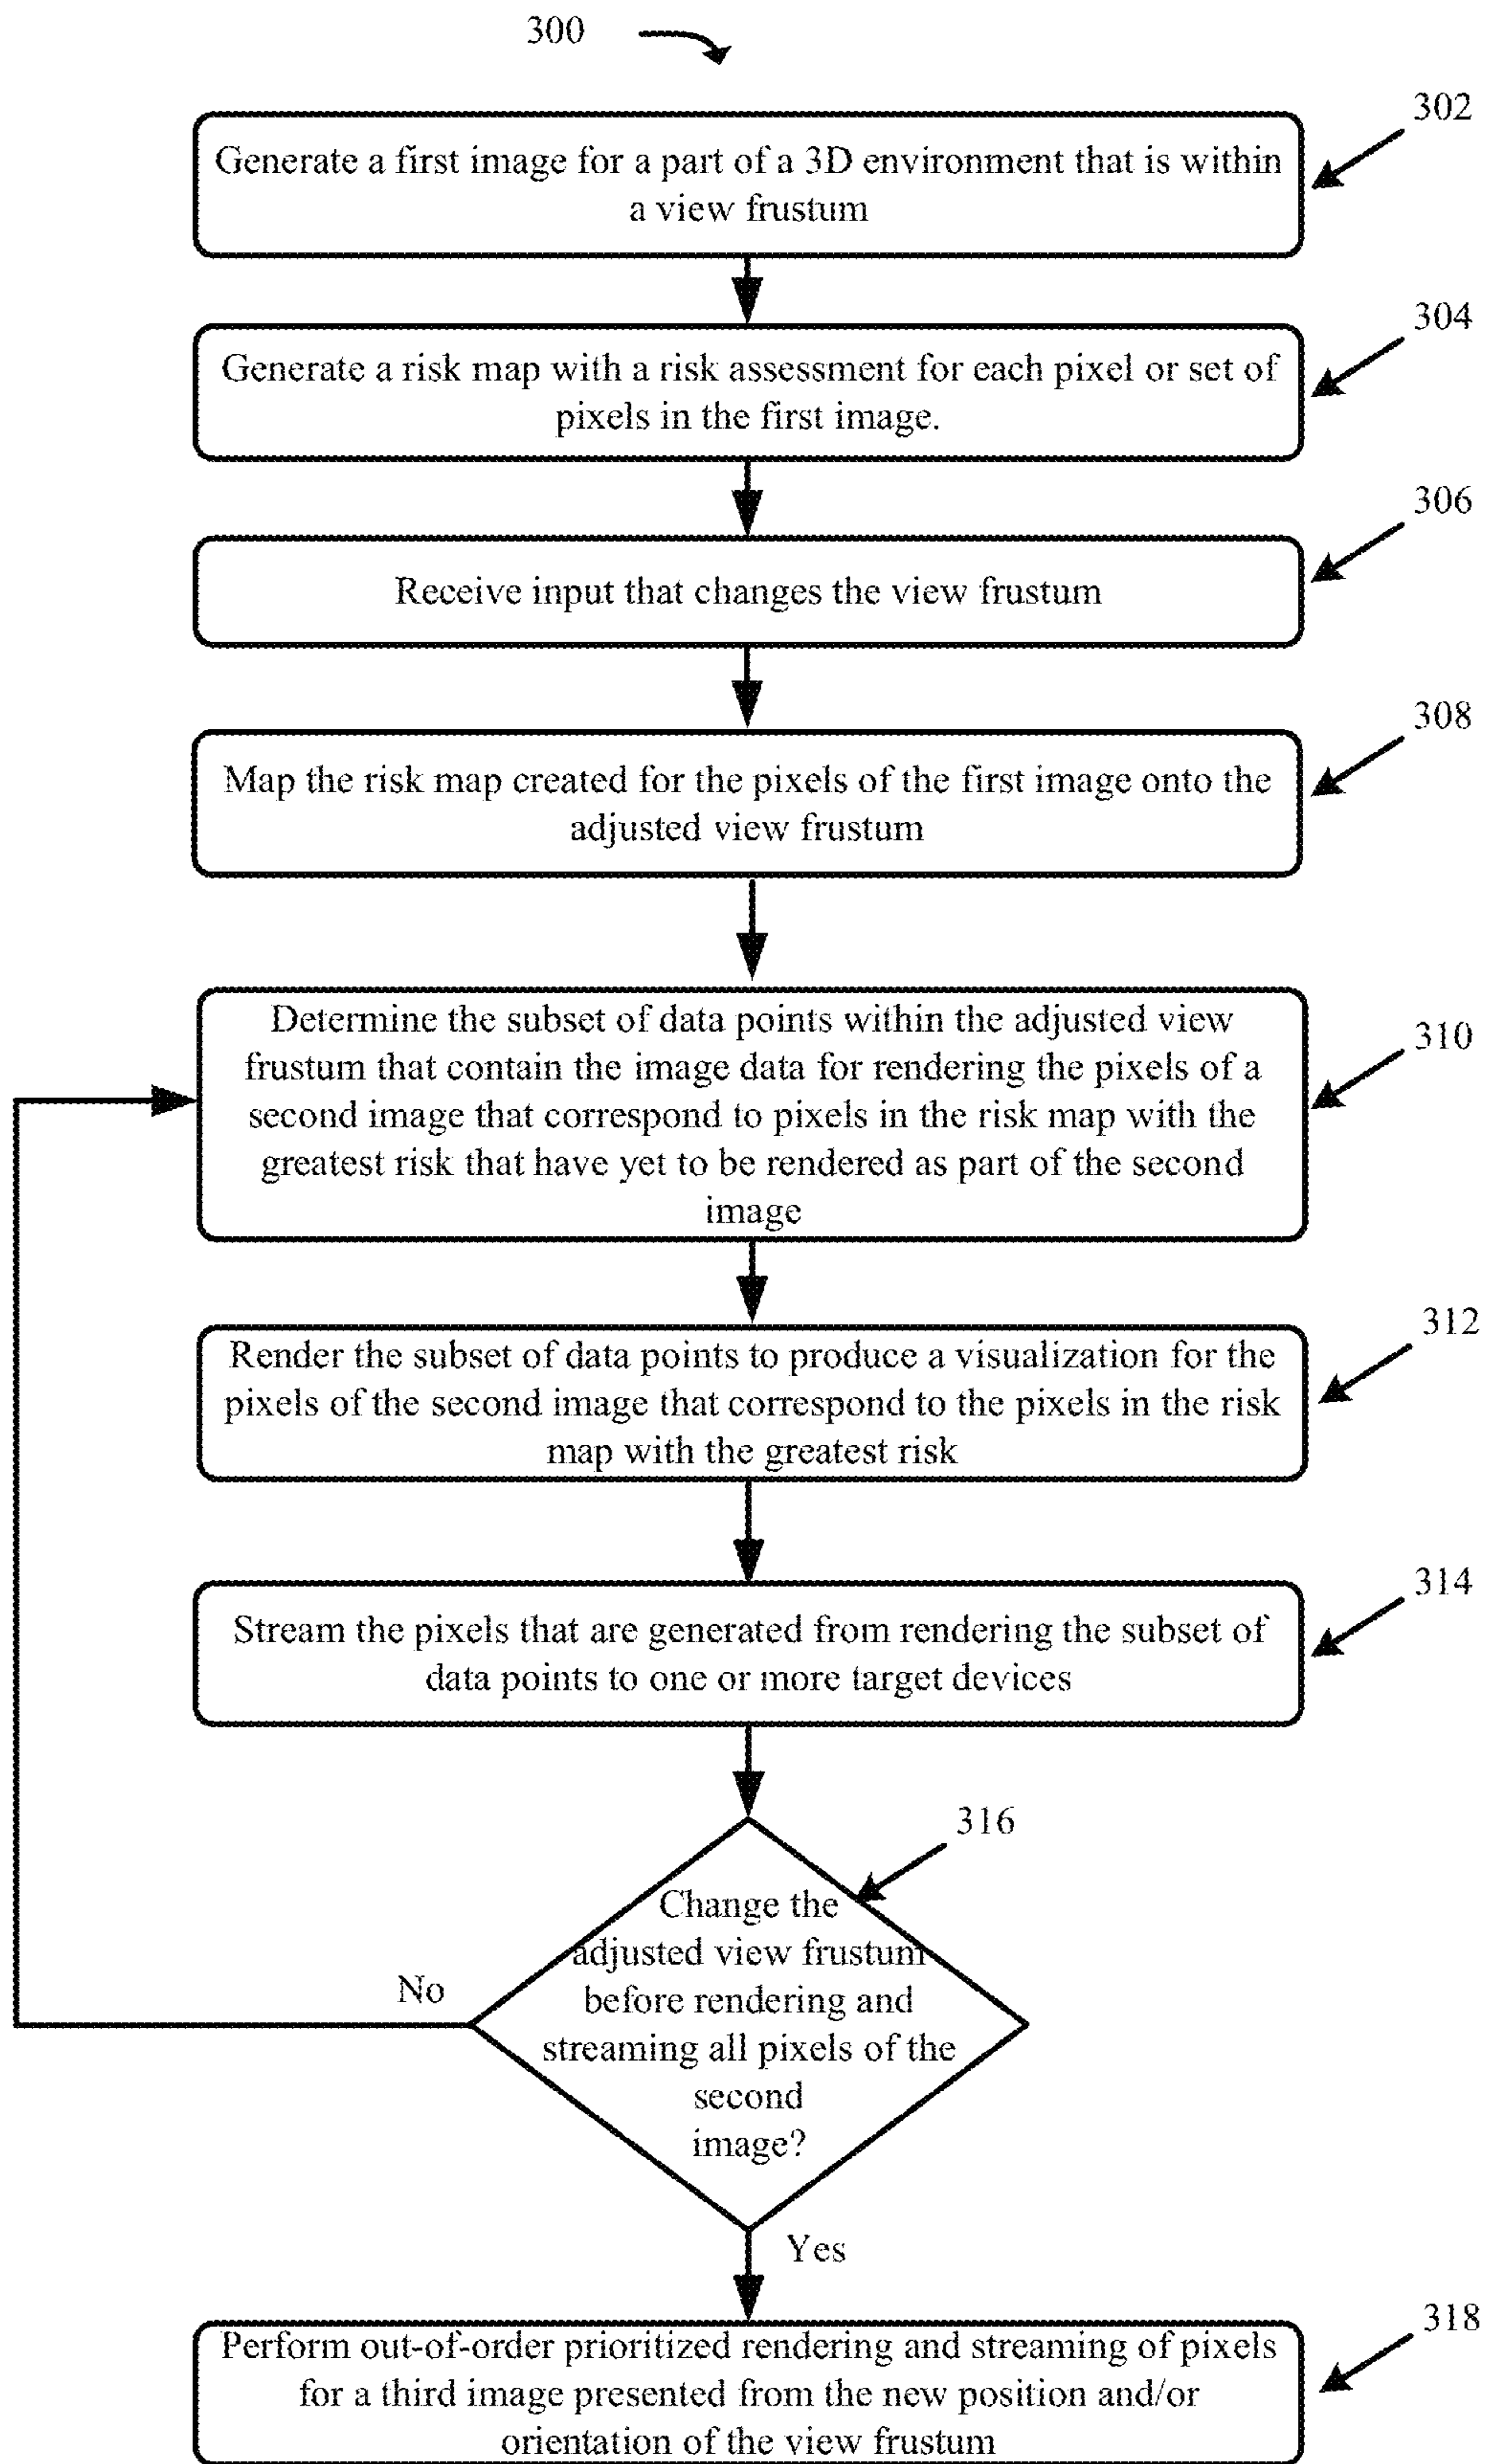 300
302
Generate a first image for a part of a 3D environment that is within
a view frustum
304
Generate a risk map with a risk assessment for each pixel or set of
pixels in the first image.
306
Receive input that changes the view frustum
308
Map the risk map created for the pixels of the first image onto the
adjusted view frustum
310
Determine the subset of data points within the adjusted view
frustum that contain the image data for rendering the pixels of a
second image that correspond to pixels in the risk map with the
greatest risk that have yet to be rendered as part of the second
image
312
Render the subset of data points to produce a visualization for the
pixels of the second image that correspond to the pixels in the risk
map with the greatest risk
314
Stream the pixels that are generated from rendering the subset of
data points to one or more target devices
316
Change the
adjusted view frustum
before rendering and
streaming all pixels of the
second
image?
No
Yes
318
Perform out-of-order prioritized rendering and streaming of pixels
for a third image presented from the new position and/or
orientation of the view frustum